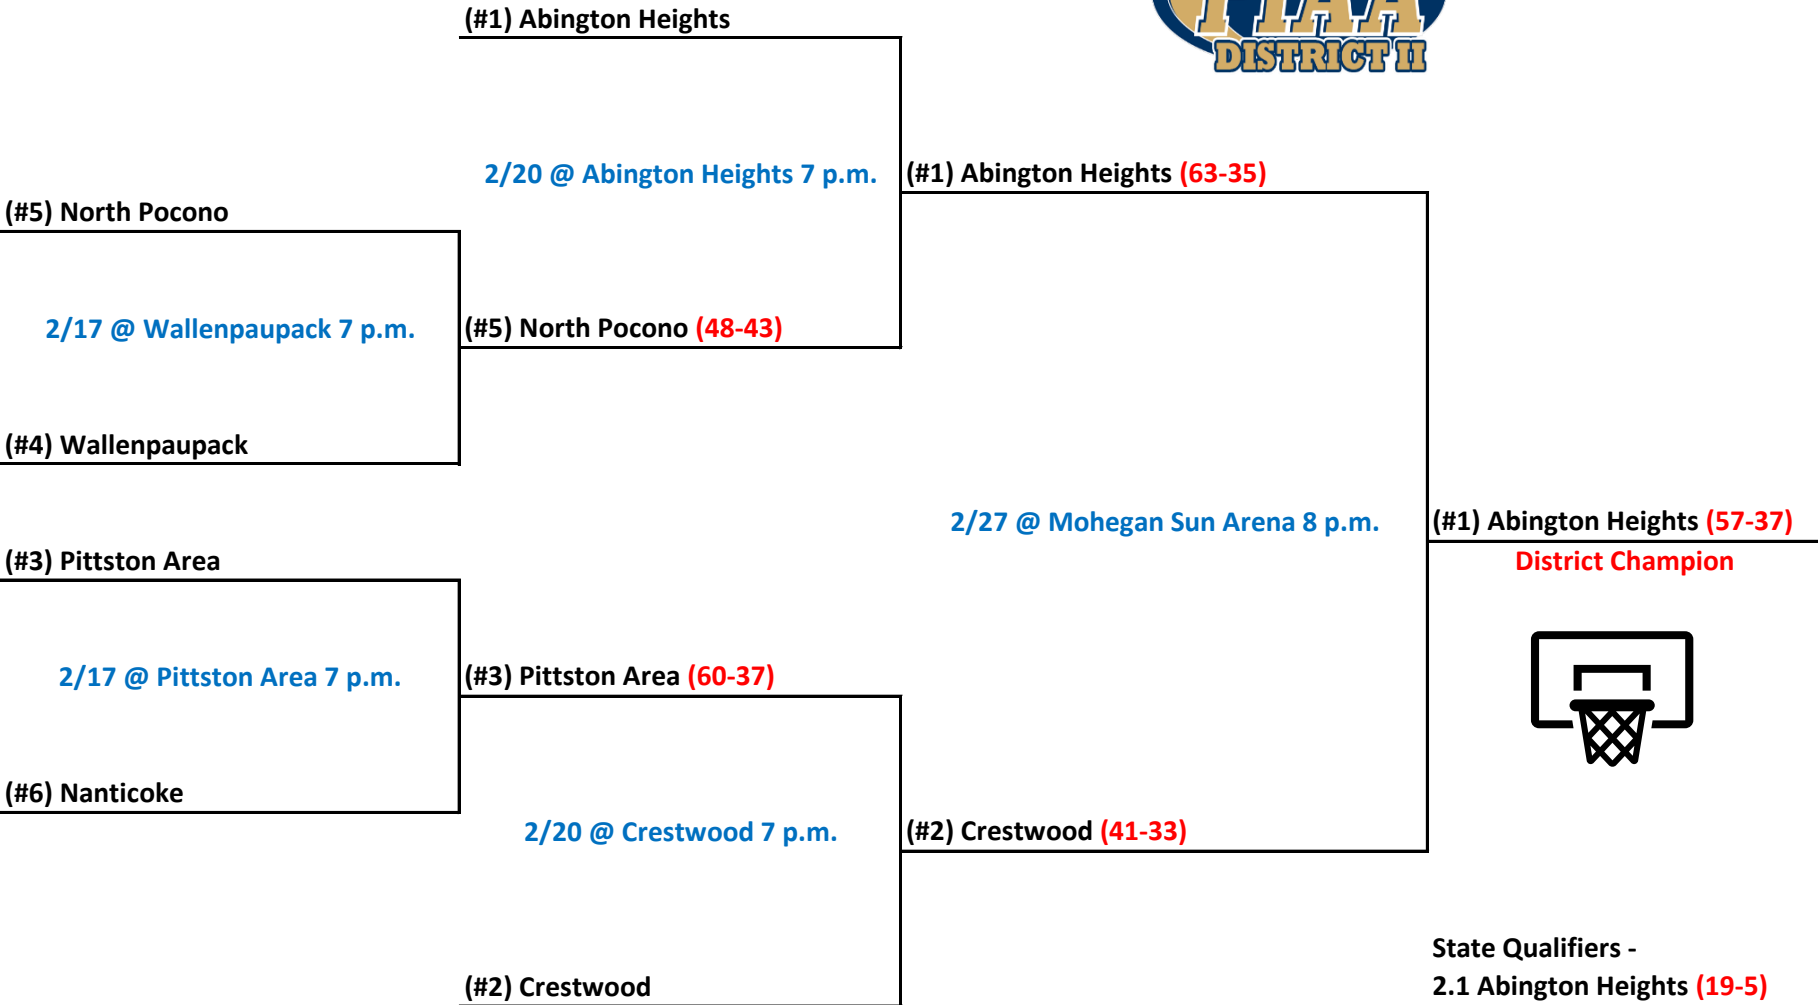 (#1) Abington Heights
DISTRICT II
2/20 @ Abington Heights 7 p.m.
(#1) Abington Heights (63-35)
(#5) North Pocono
2/17 @ Wallenpaupack 7 p.m.
(#5) North Pocono (48-43)
(#4) Wallenpaupack
2/27 @ Mohegan Sun Arena 8 p.m.
(#1) Abington Heights (57-37)
District Champion
(#3) Pittston Area
2/17 @ Pittston Area 7 p.m.
(#3) Pittston Area (60-37)
(#6) Nanticoke
2/20 @ Crestwood 7 p.m.
(#2) Crestwood (41-33)
(#2) Crestwood
State Qualifiers -
2.1 Abington Heights (19-5)